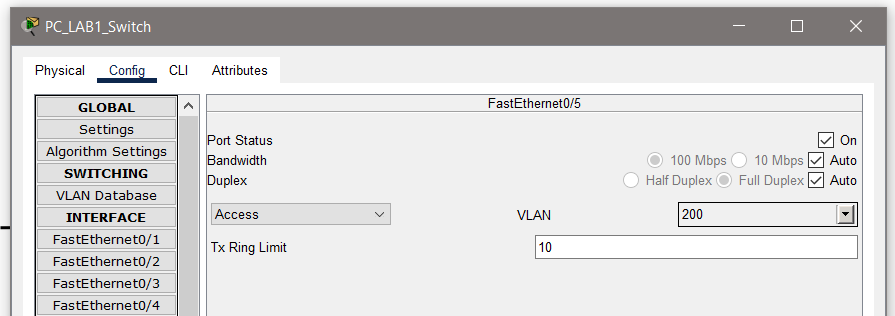 PC_LAB1_Switch
Physical Config CLI Attributes
GLOBAL
Settings
Algorithm Settings
SWITCHING
VLAN Database
INTERFACE
FastEthernet0/1
FastEthernet0/2
FastEthernet0/3
FastEthernet0/4
FastEthernet0/5
Port Status On
Bandwidth 100 Mbps 10 Mbps Auto
Duplex Half Duplex Full Duplex Auto
Access VLAN 200
Tx Ring Limit 10